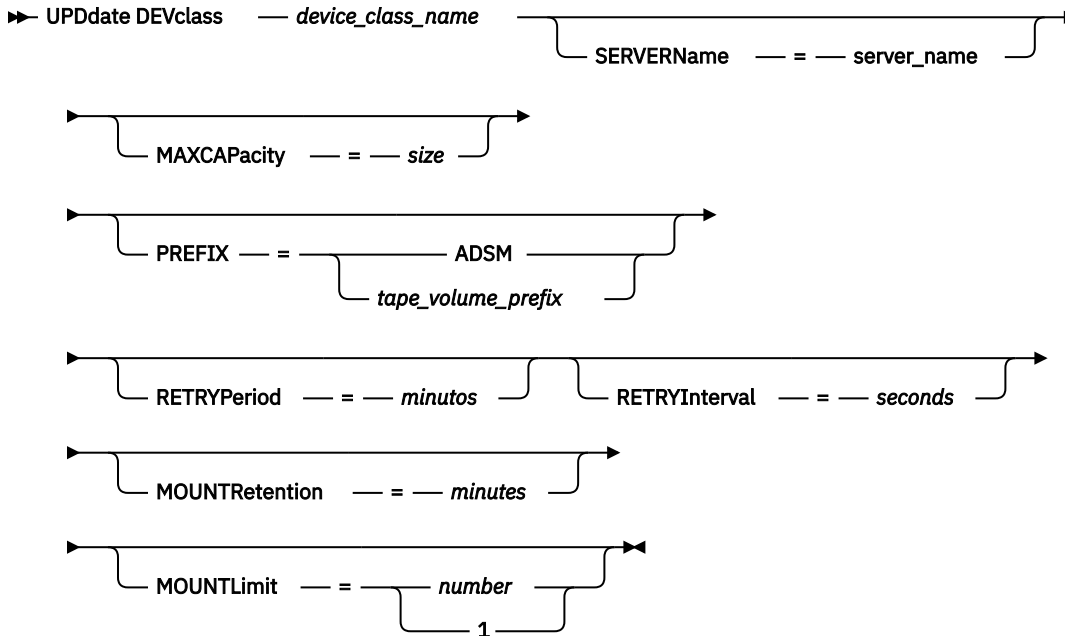 UPDdate DEVclass device_class_name
SERVERName = server_name
MAXCAPacity = size
PREFIX = ADSM
tape_volume_prefix
RETRYPeriod = minutos RETRYInterval = seconds
MOUNTRetention = minutes
MOUNTLimit = number
1